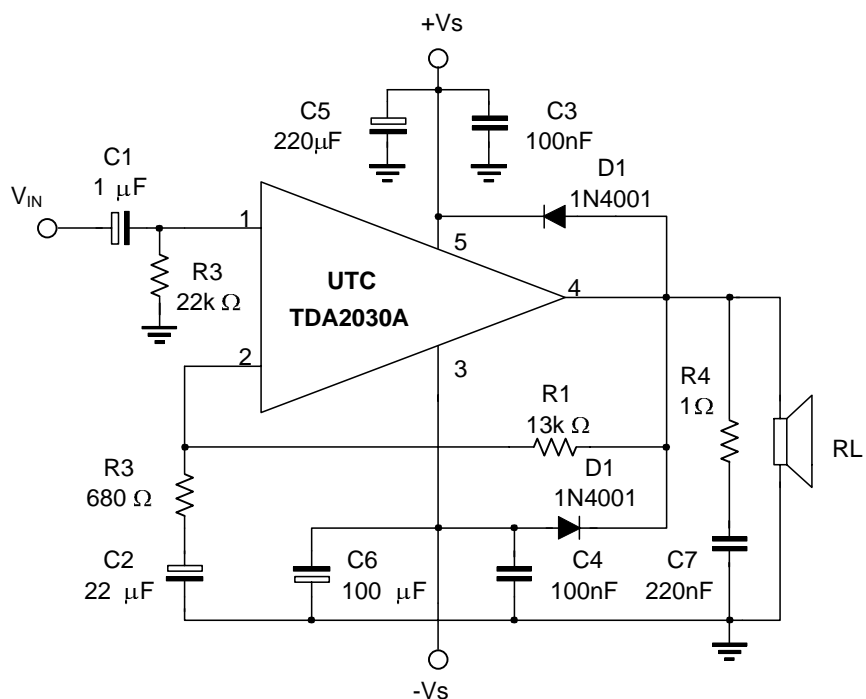 +Vs
C5
220μF
C3
100nF
C1
1 μF
D1
1N4001
VIN
1
5
R3
22k Ω
UTC
TDA2030A
4
2
3
R4
1Ω
R1
13k Ω
RL
R3
680 Ω
D1
1N4001
C2
22 μF
C6
100 μF
C4
100nF
C7
220nF
-Vs